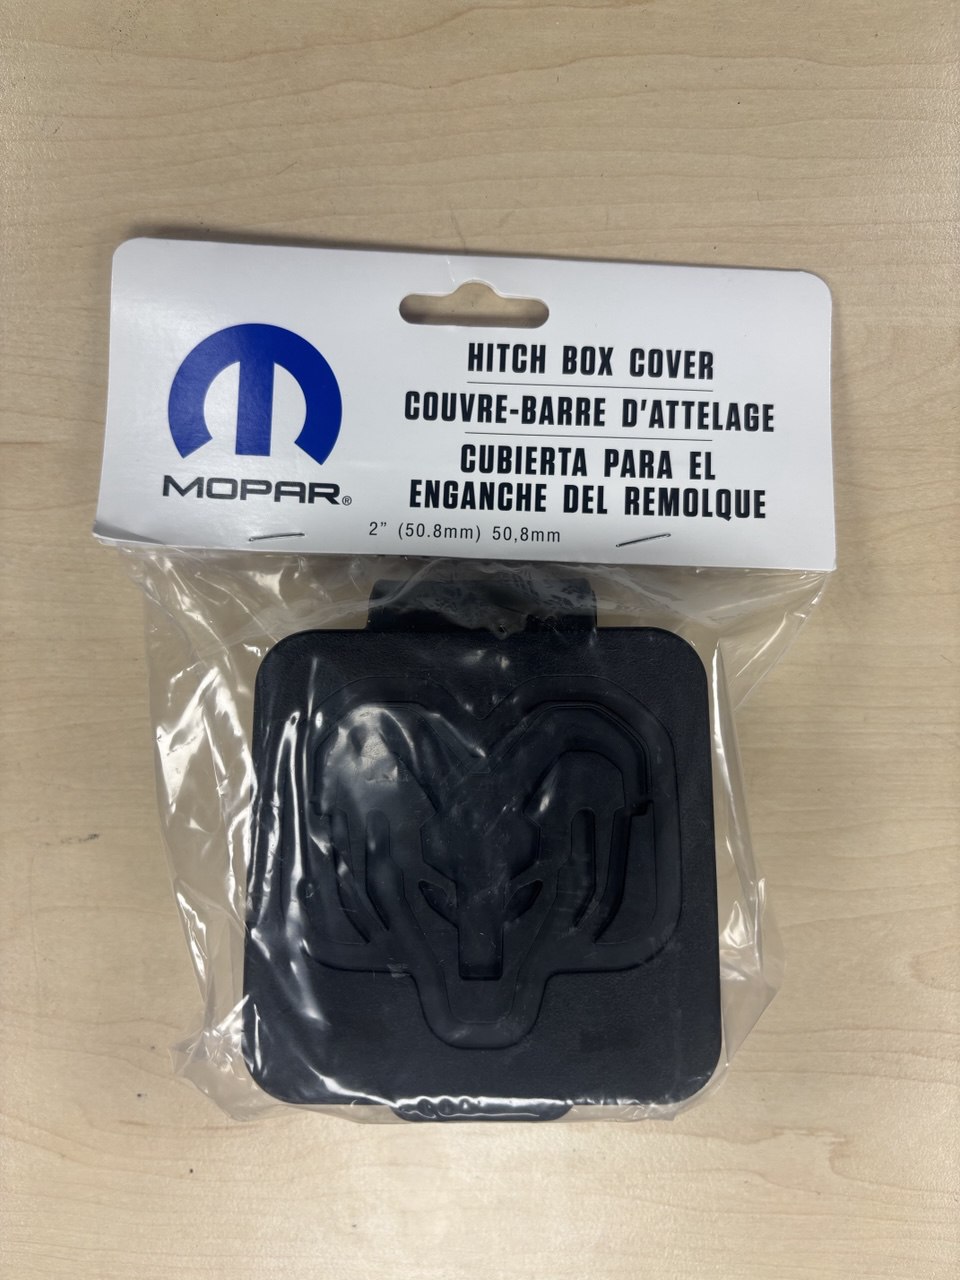 MOPAR®
HITCH BOX COVER
COUVRE-BARRE D'ATTELAGE
CUBIERTA PARA EL
ENGANCHE DEL REMOLQUE
2” (50.8mm) 50,8mm